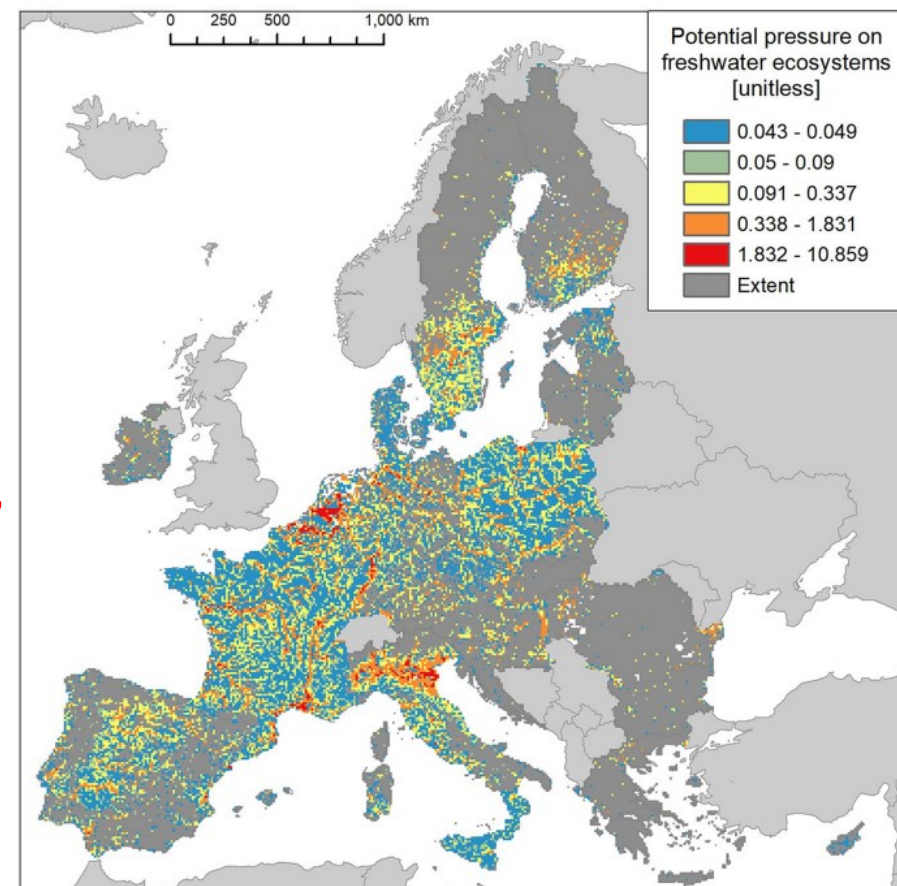 0 250 500 1,000 km
Potential pressure on
freshwater ecosystems
[unitless]
0.043 - 0.049
0.05 - 0.09
0.091 - 0.337
0.338 - 1.831
1.832 - 10.859
Extent